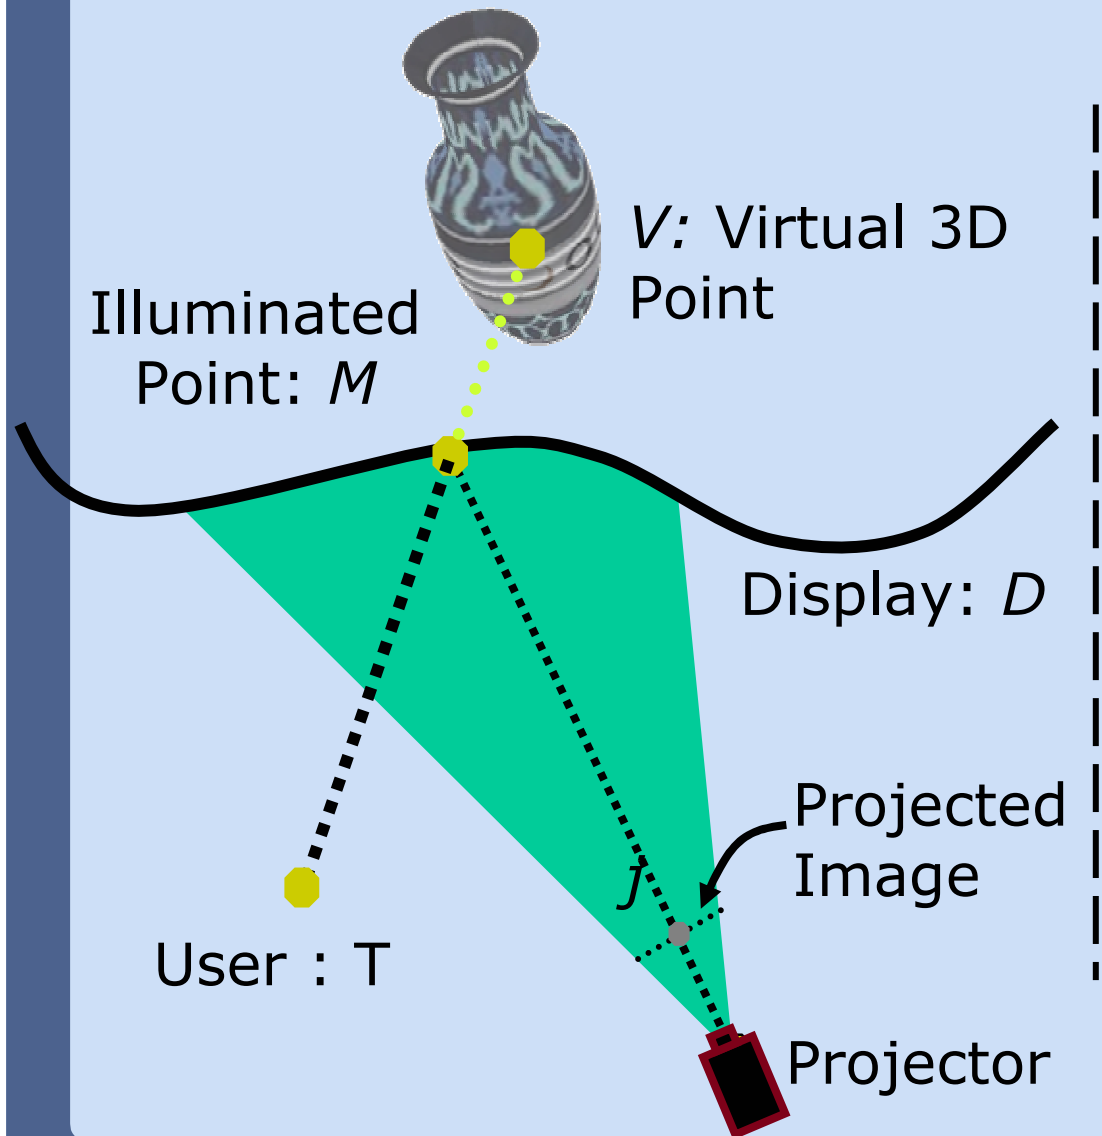 V: Virtual 3D
Point
Illuminated
Point: M
Display: D
Projected
Image
J
User : T
Projector